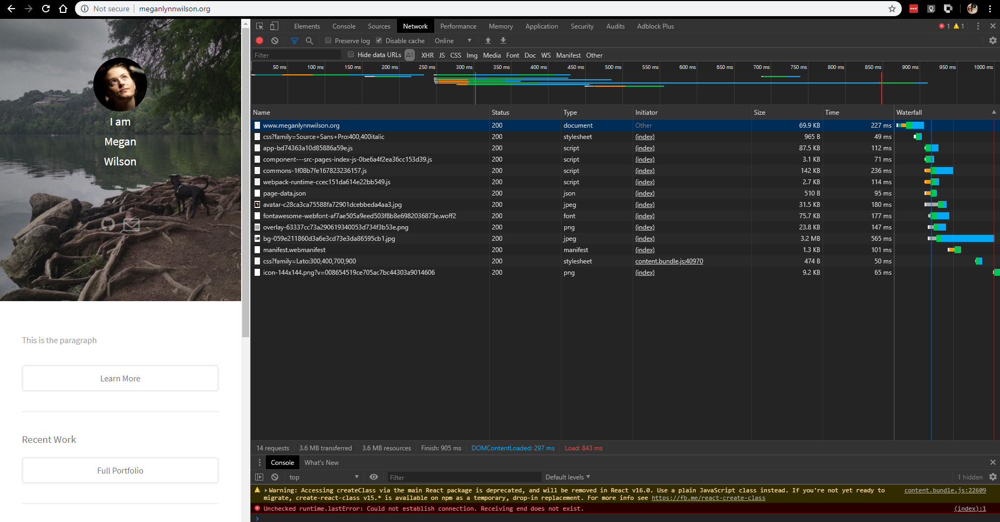 Not secure | meganlynnwilson.org
I am
Megan
Wilson
This is the paragraph
Learn More
Recent Work
Full Portfolio
Elements Console Sources Network Performance Memory Application Security Audits Adblock Plus 1 1
Preserve log Disable cache Online
Filter Hide data URLs All XHR JS CSS Img Media Font Doc WS Manifest Other
50 ms 100 ms 150 ms 200 ms 250 ms 300 ms 350 ms 400 ms 450 ms 500 ms 550 ms 600 ms 650 ms 700 ms 750 ms 800 ms 850 ms 900 ms 950 ms 1000 ms
Name Status Type Initiator Size Time Waterfall
www.meganlynnwilson.org 200 document Other 69.9 KB 227 ms
css?family=Source+Sans+Pro:400,400italic 200 stylesheet (index) 965 B 49 ms
app-bd74363a10d85886a59e.js 200 script (index) 87.5 KB 112 ms
component---src-pages-index-js-0be6a4f2ea36cc153d39.js 200 script (index) 3.1 KB 71 ms
commons-1f08b7fe167823236157.js 200 script (index) 142 KB 236 ms
webpack-runtime-ccec151da614e22bb549.js 200 script (index) 2.7 KB 114 ms
page-data.json 200 json (index) 510 B 95 ms
avatar-c28ca3ca75588fa72901dcebbeda4aa3.jpg 200 jpeg (index) 31.5 KB 180 ms
fontawesome-webfont-af7ae505a9eed503f8b8e6982036873e.woff2 200 font (index) 75.7 KB 177 ms
overlay-63337cc73a290619340053d734f3b53e.png 200 png (index) 23.8 KB 147 ms
bg-059e211860d3a6e3cd73e3da86595cb1.jpg 200 jpeg (index) 3.2 MB 565 ms
manifest.webmanifest 200 manifest (index) 1.3 KB 101 ms
css?family=Lato:300,400,700,900 200 stylesheet content.bundle.js:40970 474 B 50 ms
icon-144x144.png?v=008654519ce705ac7bc44303a9014606 200 png (index) 9.2 KB 65 ms
14 requests 3.6 MB transferred 3.6 MB resources Finish: 905 ms DOMContentLoaded: 297 ms Load: 843 ms
Console What's New
top Filter Default levels 1 hidden
Warning: Accessing createClass via the main React package is deprecated, and will be removed in React v16.0. Use a plain JavaScript class instead. If you're not yet ready to content.bundle.js:22609
migrate, create-react-class v15.* is available on npm as a temporary, drop-in replacement. For more info see https://fb.me/react-create-class
Unchecked runtime.lastError: Could not establish connection. Receiving end does not exist. (index):1